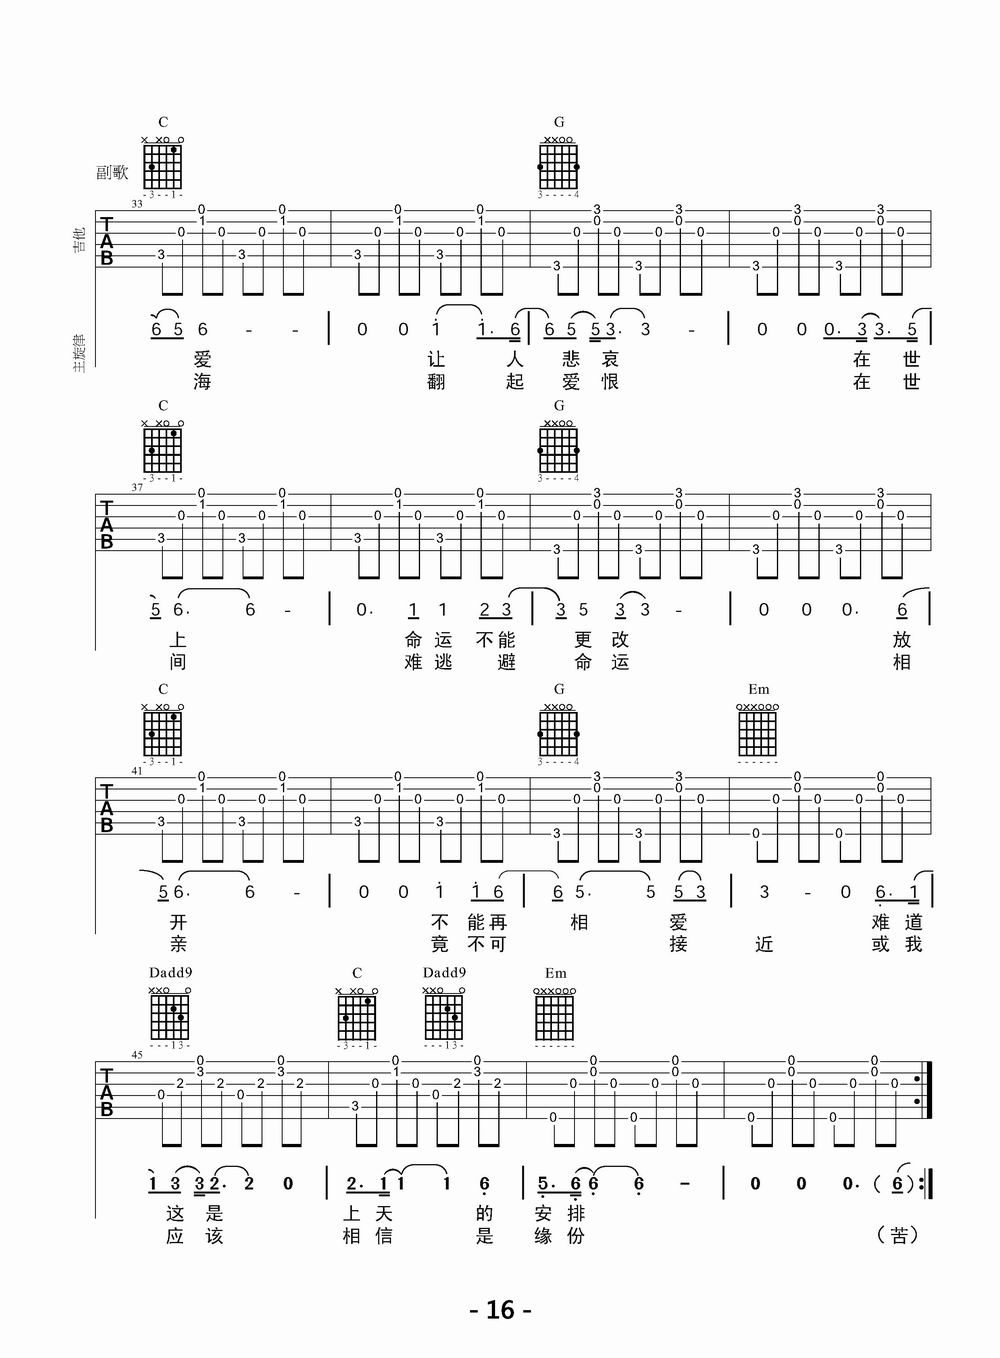 C G
副歌
33
吉他
主旋律
6 5 6 - - 0 0 1 1. 6 6 5 5 3. 3 - 0 0 0. 3 3. 5
爱 让 人 悲 哀 在 世
海 翻 起 爱 恨 在 世
C G
37
5 6. 6 - 0. 1 1 2 3 3 5 3 3 - 0 0 0. 6
上 命 运 不 能 更 改 放
间 难 逃 避 命 运 相
C G Em
41
5 6. 6 - 0 0 1 1 6 6 5. 5 5 3 3 - 0 6. 1
开 不 能 再 相 爱 难 道
亲 竟 不 可 接 近 或 我
Dadd9 C Dadd9 Em
45
1 3 3 2. 2 0 2. 1 1 1 6 5. 6 6 6 - 0 0 0. (6)
这 是 上 天 的 安 排
应 该 相 信 是 缘 份 (苦)
- 16 -